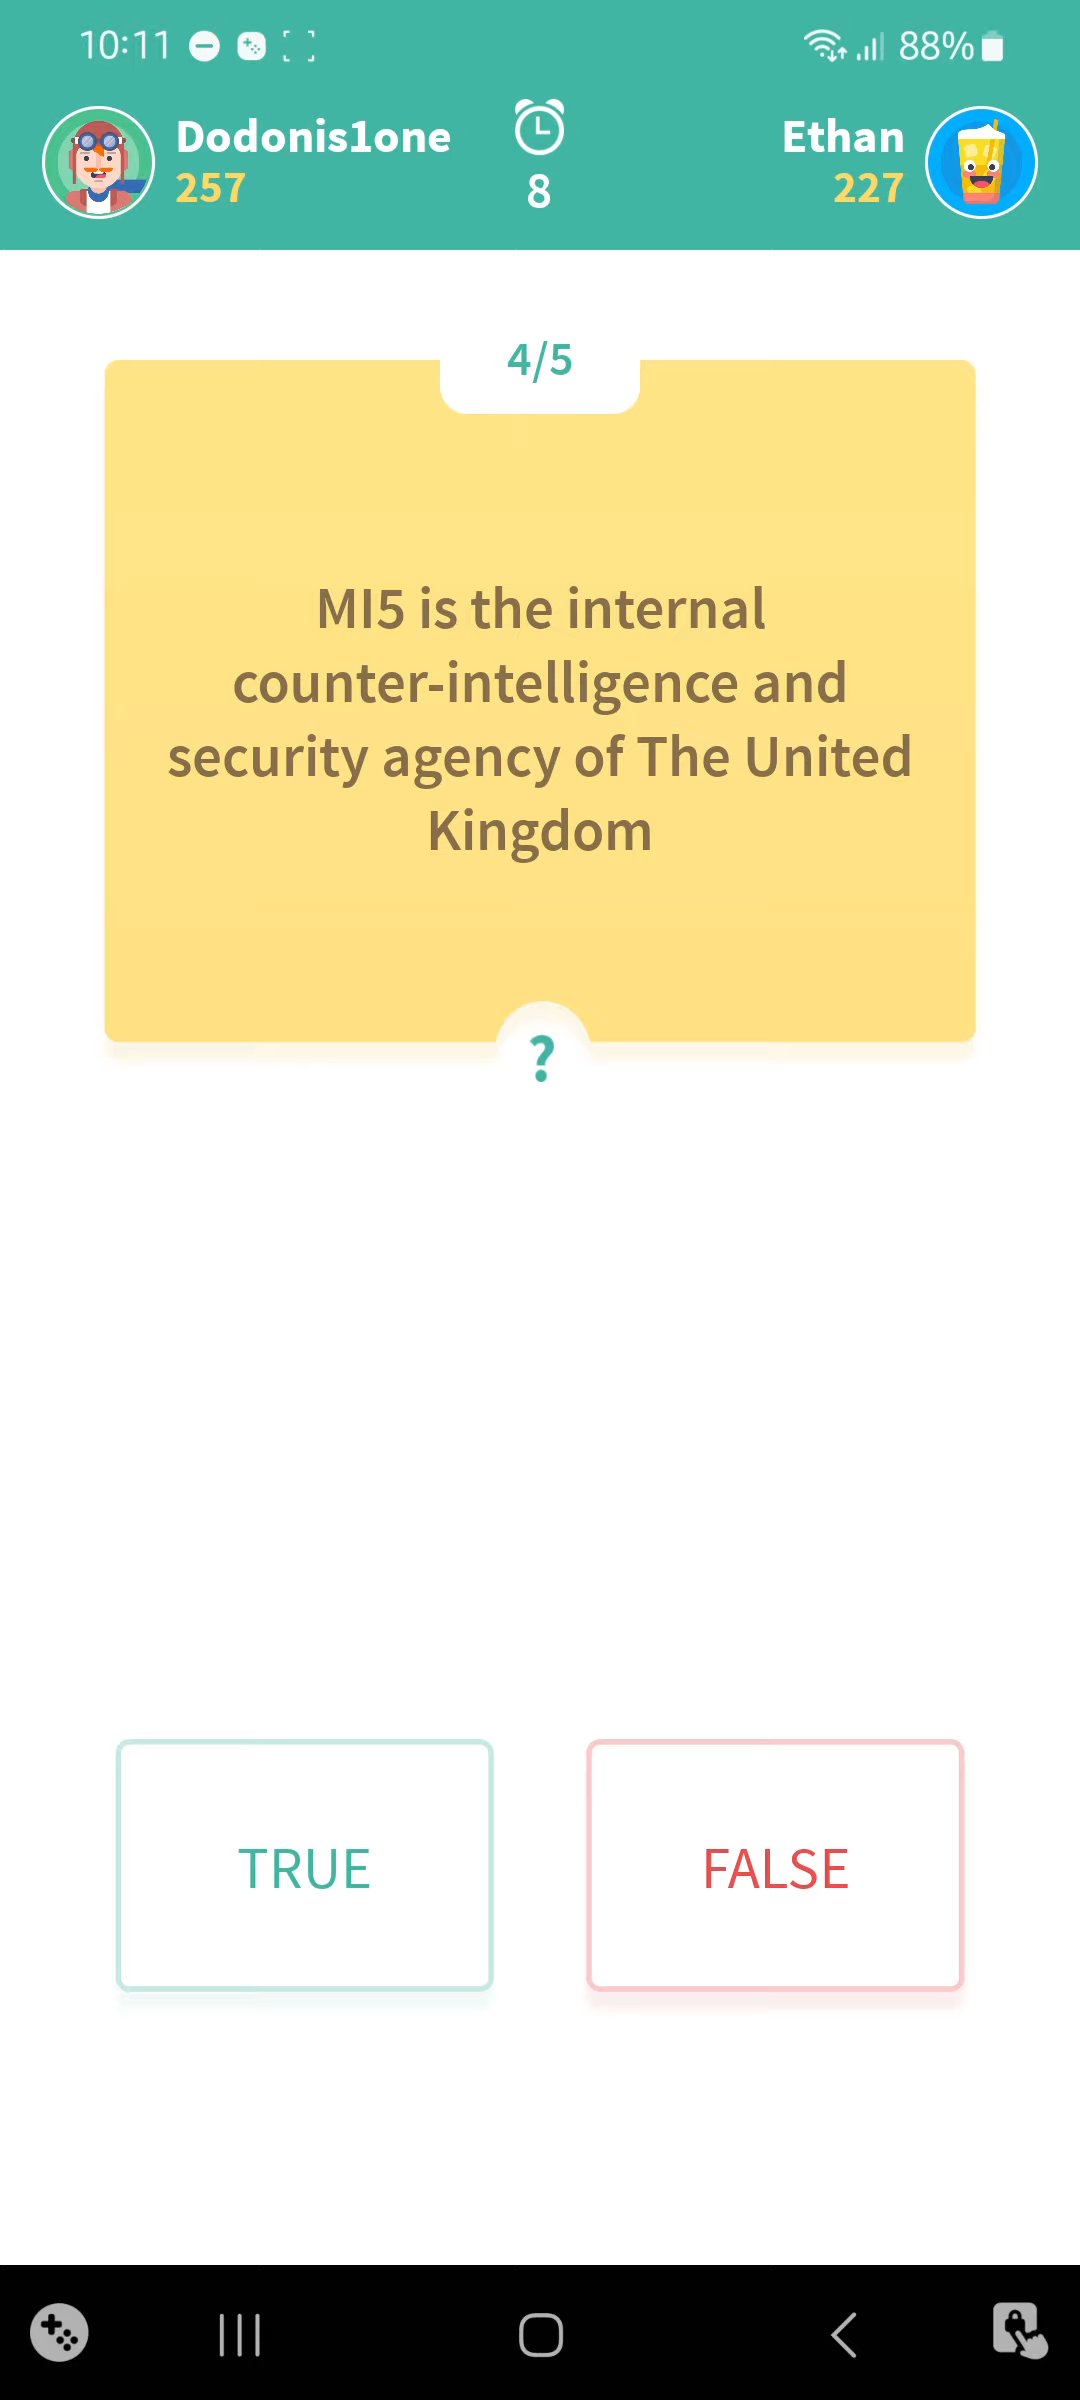 10:11
88%
Dodonis1one
257
8
Ethan
227
4/5
MI5 is the internal
counter-intelligence and
security agency of The United
Kingdom
?
TRUE
FALSE